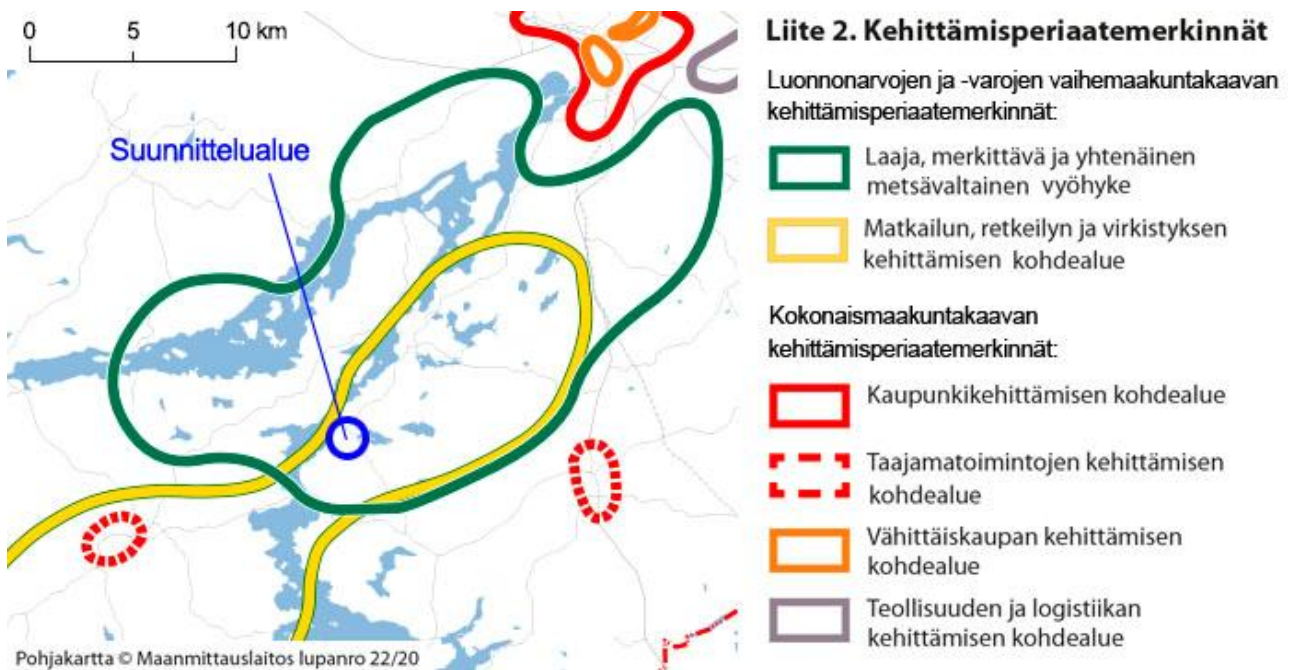 0 5 10 km
Suunnittelualue
Pohjakartta © Maanmittauslaitos lupanro 22/20
Liite 2. Kehittämisperiaatemerkinnät
Luonnonarvojen ja -varojen vaihemaakuntakaavan
kehittämisperiaatemerkinnät:
Laaja, merkittävä ja yhtenäinen
metsävaltainen vyöhyke
Matkailun, retkeilyn ja virkistyksen
kehittämisen kohdealue
Kokonaismaakuntakaavan
kehittämisperiaatemerkinnät:
Kaupunkikehittämisen kohdealue
Taajamatoimintojen kehittämisen
kohdealue
Vähittäiskaupan kehittämisen
kohdealue
Teollisuuden ja logistiikan
kehittämisen kohdealue